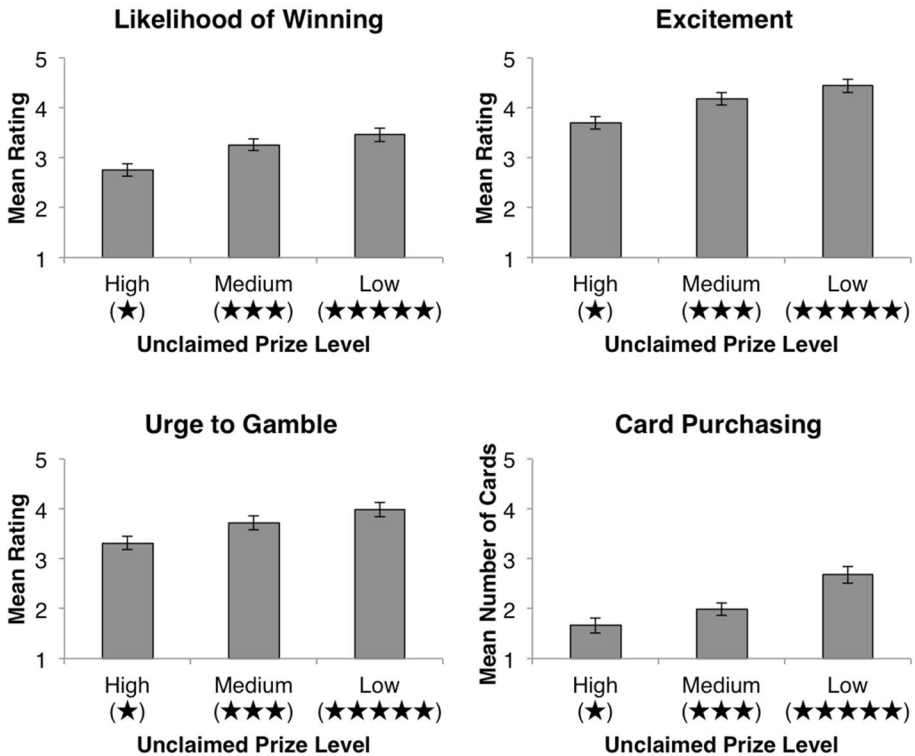 Likelihood of Winning
Mean Rating
5
4
3
2
1
High Medium Low
(★) (★★★) (★★★★★)
Unclaimed Prize Level
Excitement
Mean Rating
5
4
3
2
1
High Medium Low
(★) (★★★) (★★★★★)
Unclaimed Prize Level
Urge to Gamble
Mean Rating
5
4
3
2
1
High Medium Low
(★) (★★★) (★★★★★)
Unclaimed Prize Level
Card Purchasing
Mean Number of Cards
5
4
3
2
1
High Medium Low
(★) (★★★) (★★★★★)
Unclaimed Prize Level